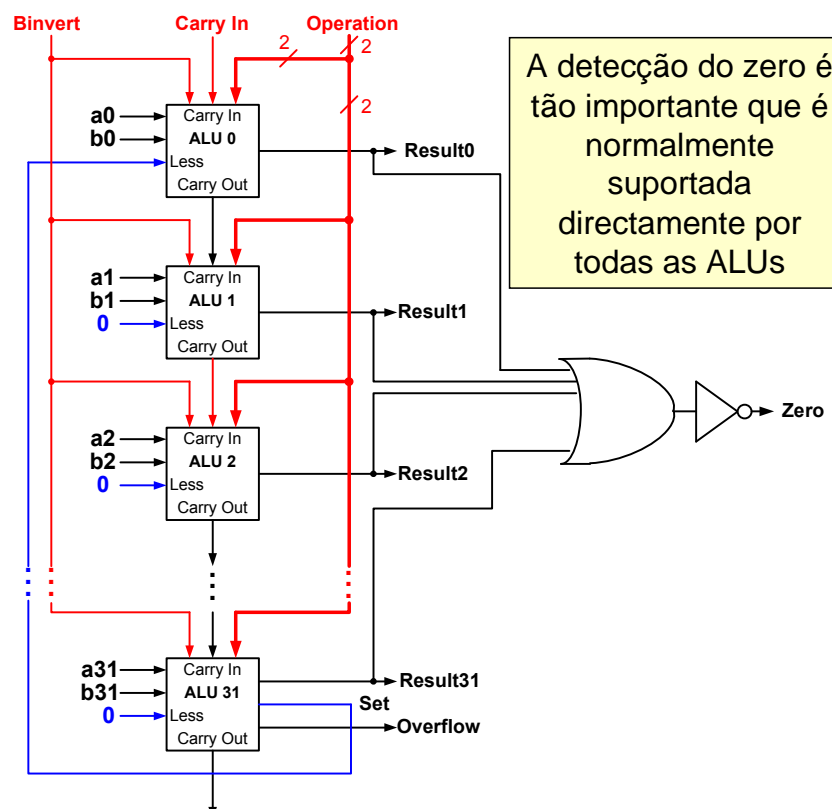 Binvert
Carry In
Operation
2
2
2
A detecção do zero é
tão importante que é
normalmente
suportada
directamente por
todas as ALUs
a0
b0
Carry In
ALU 0
Less
Carry Out
Result0
a1
b1
0
Carry In
ALU 1
Less
Carry Out
Result1
a2
b2
0
Carry In
ALU 2
Less
Carry Out
Result2
Zero
a31
b31
0
Carry In
ALU 31
Less
Carry Out
Result31
Set
Overflow